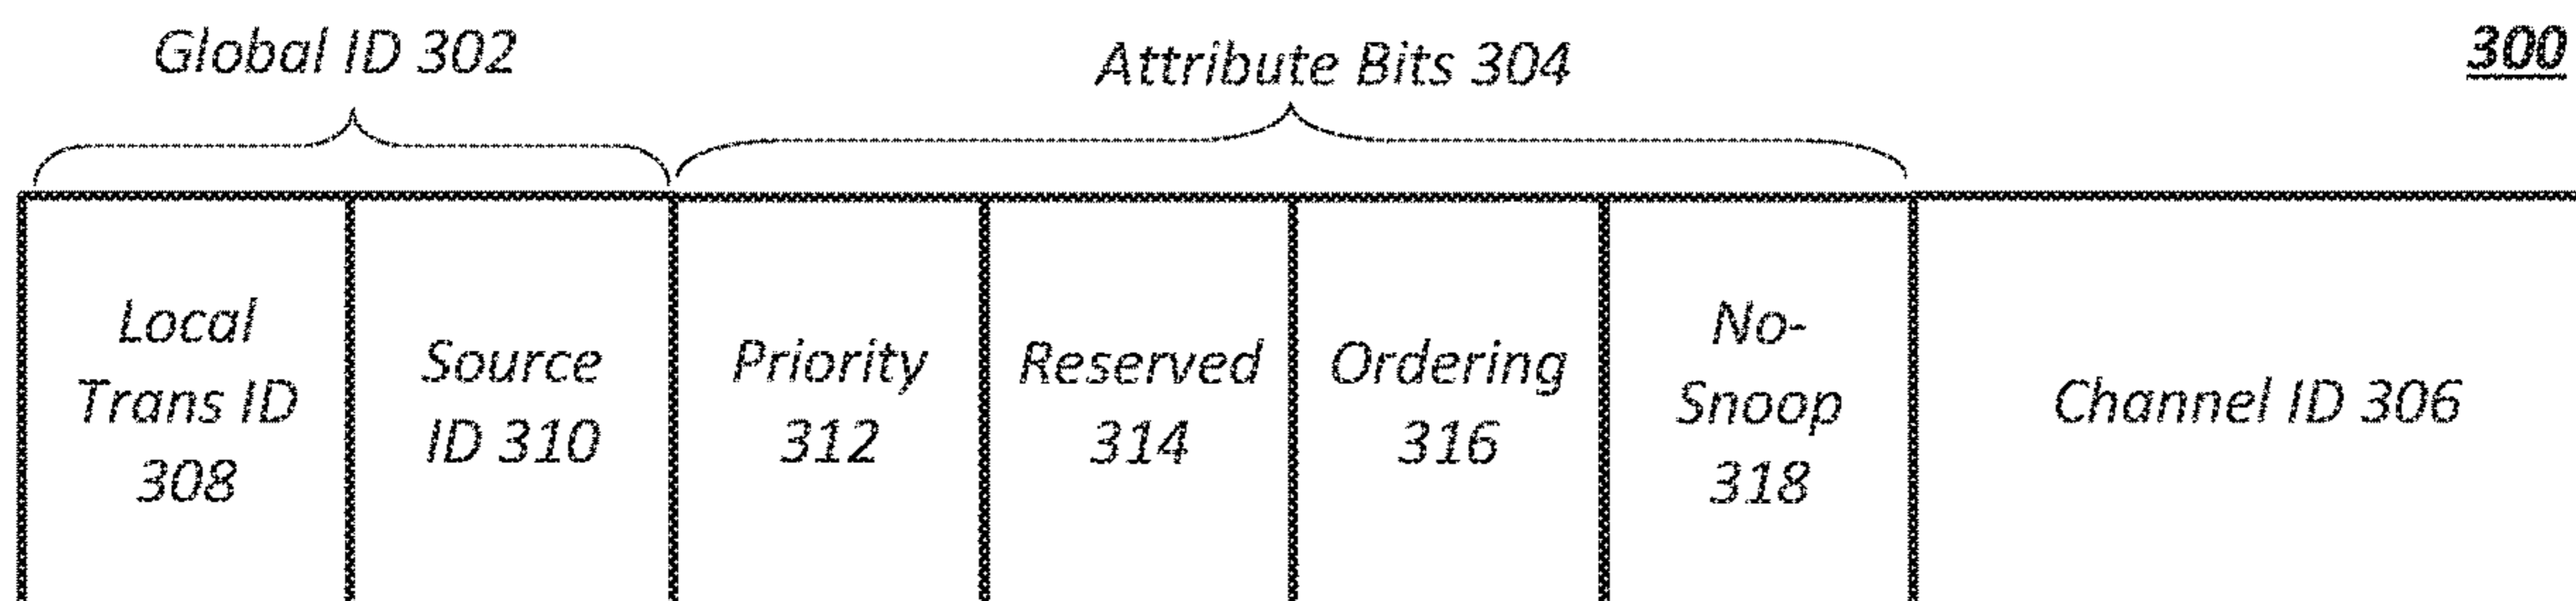 Global ID 302
Attribute Bits 304
300
Local
Trans ID
308
Source
ID 310
Priority
312
Reserved
314
Ordering
316
No-
Snoop
318
Channel ID 306